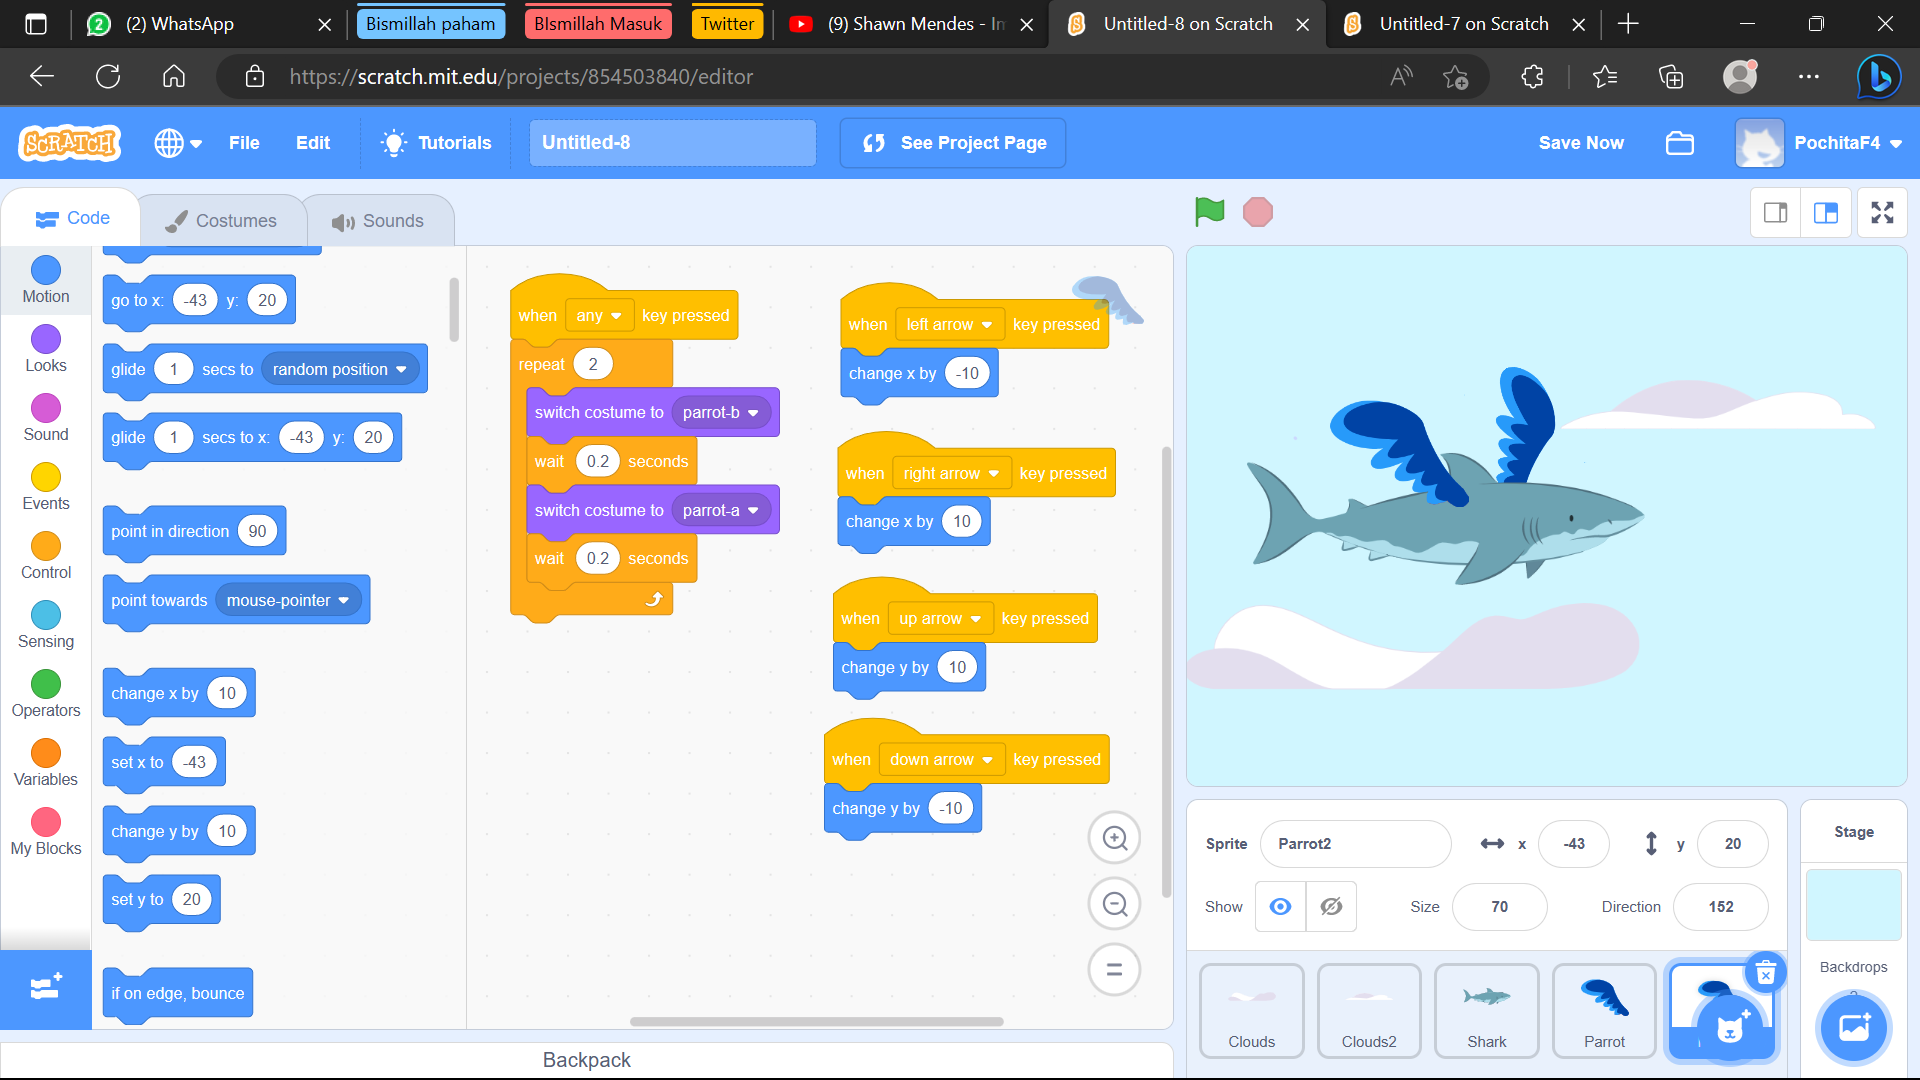 (2) WhatsApp
Bismillah paham
BIsmillah Masuk
Twitter
(9) Shawn Mendes - In
Untitled-8 on Scratch
Untitled-7 on Scratch
https://scratch.mit.edu/projects/854503840/editor
SCRATCH
File
Edit
Tutorials
Untitled-8
See Project Page
Save Now
PochitaF4
Code
Costumes
Sounds
Motion
Looks
Sound
Events
Control
Sensing
Operators
Variables
My Blocks
go to x: -43 y: 20
glide 1 secs to random position
glide 1 secs to x: -43 y: 20
point in direction 90
point towards mouse-pointer
change x by 10
set x to -43
change y by 10
set y to 20
if on edge, bounce
when any key pressed
repeat 2
switch costume to parrot-b
wait 0.2 seconds
switch costume to parrot-a
wait 0.2 seconds
when left arrow key pressed
change x by -10
when right arrow key pressed
change x by 10
when up arrow key pressed
change y by 10
when down arrow key pressed
change y by -10
Backpack
Sprite Parrot2 x -43 y 20
Show Size 70 Direction 152
Clouds
Clouds2
Shark
Parrot
Stage
Backdrops